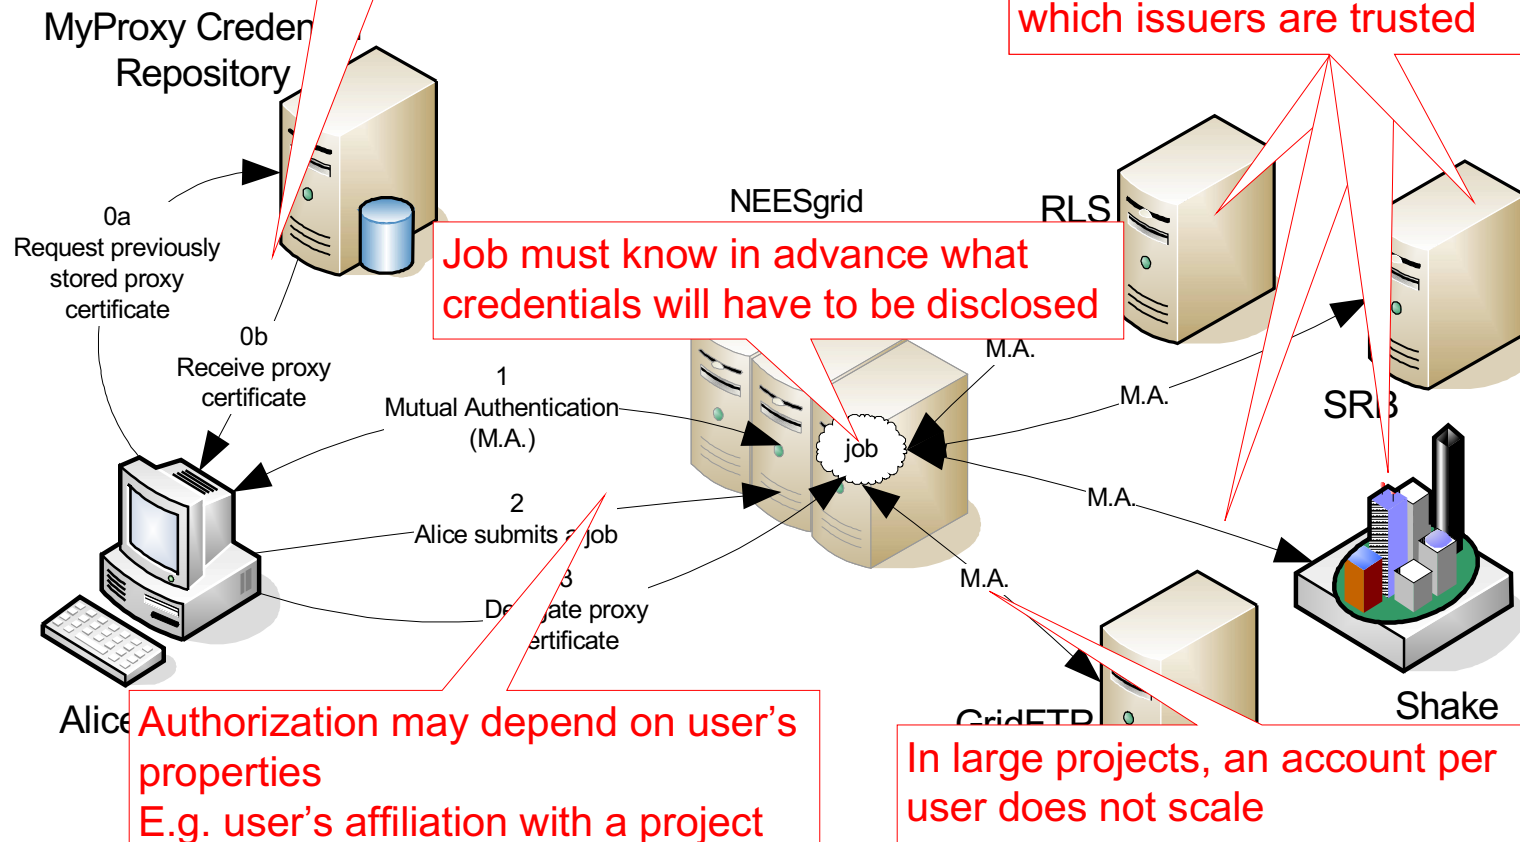 MyProxy Creden
Repository
which issuers are trusted
0a
Request previously
stored proxy
certificate
0b
Receive proxy
certificate
NEESgrid
RLS
Job must know in advance what
credentials will have to be disclosed
M.A.
1
Mutual Authentication
(M.A.)
M.A.
SRB
job
M.A.
2
Alice submits a job
3
M.A.
proxy
certificate
Alice
Shake
GridFTP
Authorization may depend on user's
properties
E.g. user's affiliation with a project
In large projects, an account per
user does not scale